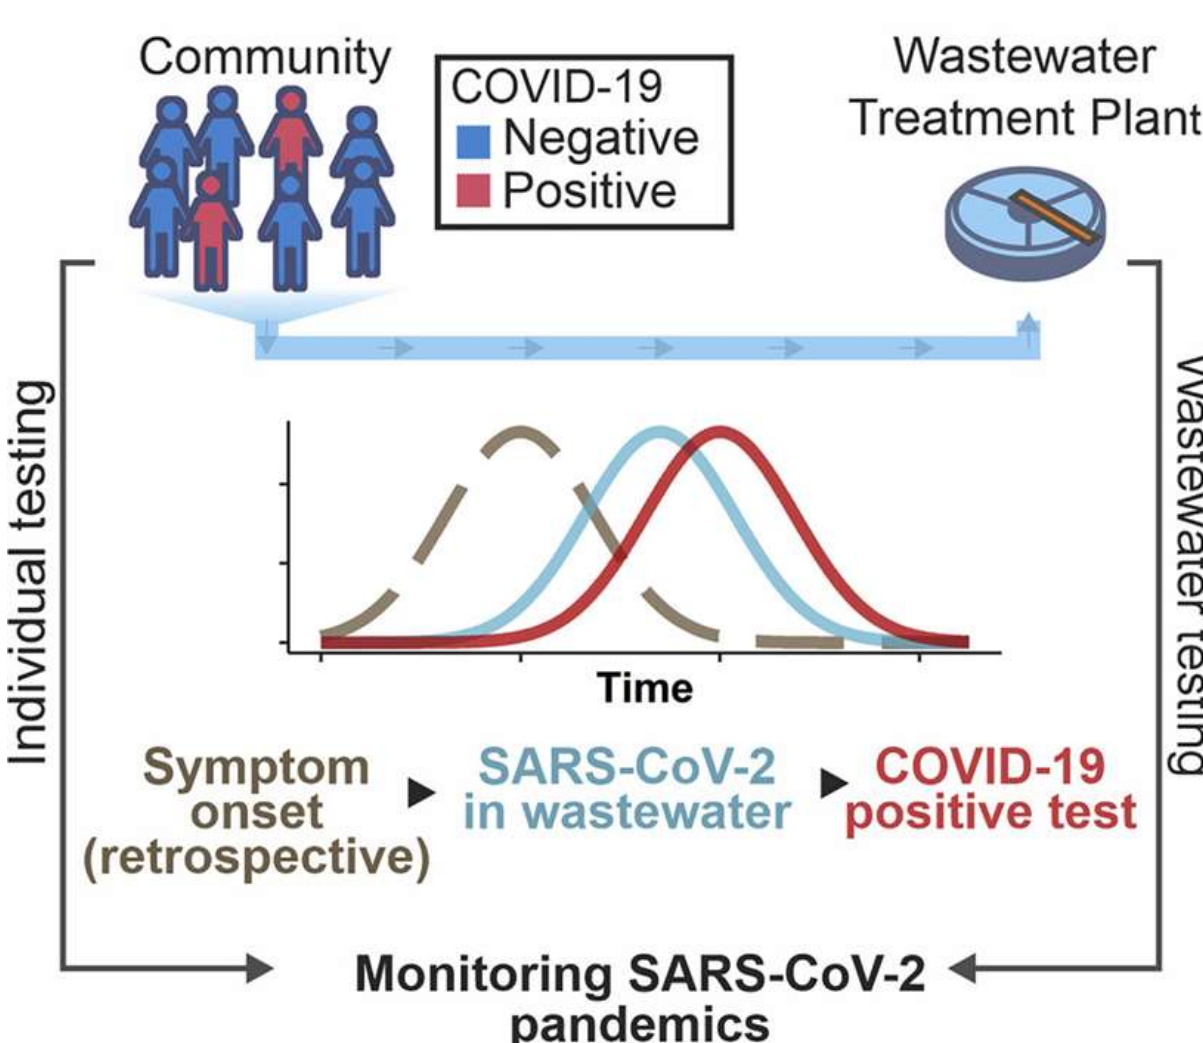 Community
COVID-19
Negative
Positive
Wastewater
Treatment Plant
Individual testing
Wastewater testing
Time
Symptom
onset
(retrospective)
SARS-CoV-2
in wastewater
COVID-19
positive test
Monitoring SARS-CoV-2
pandemics